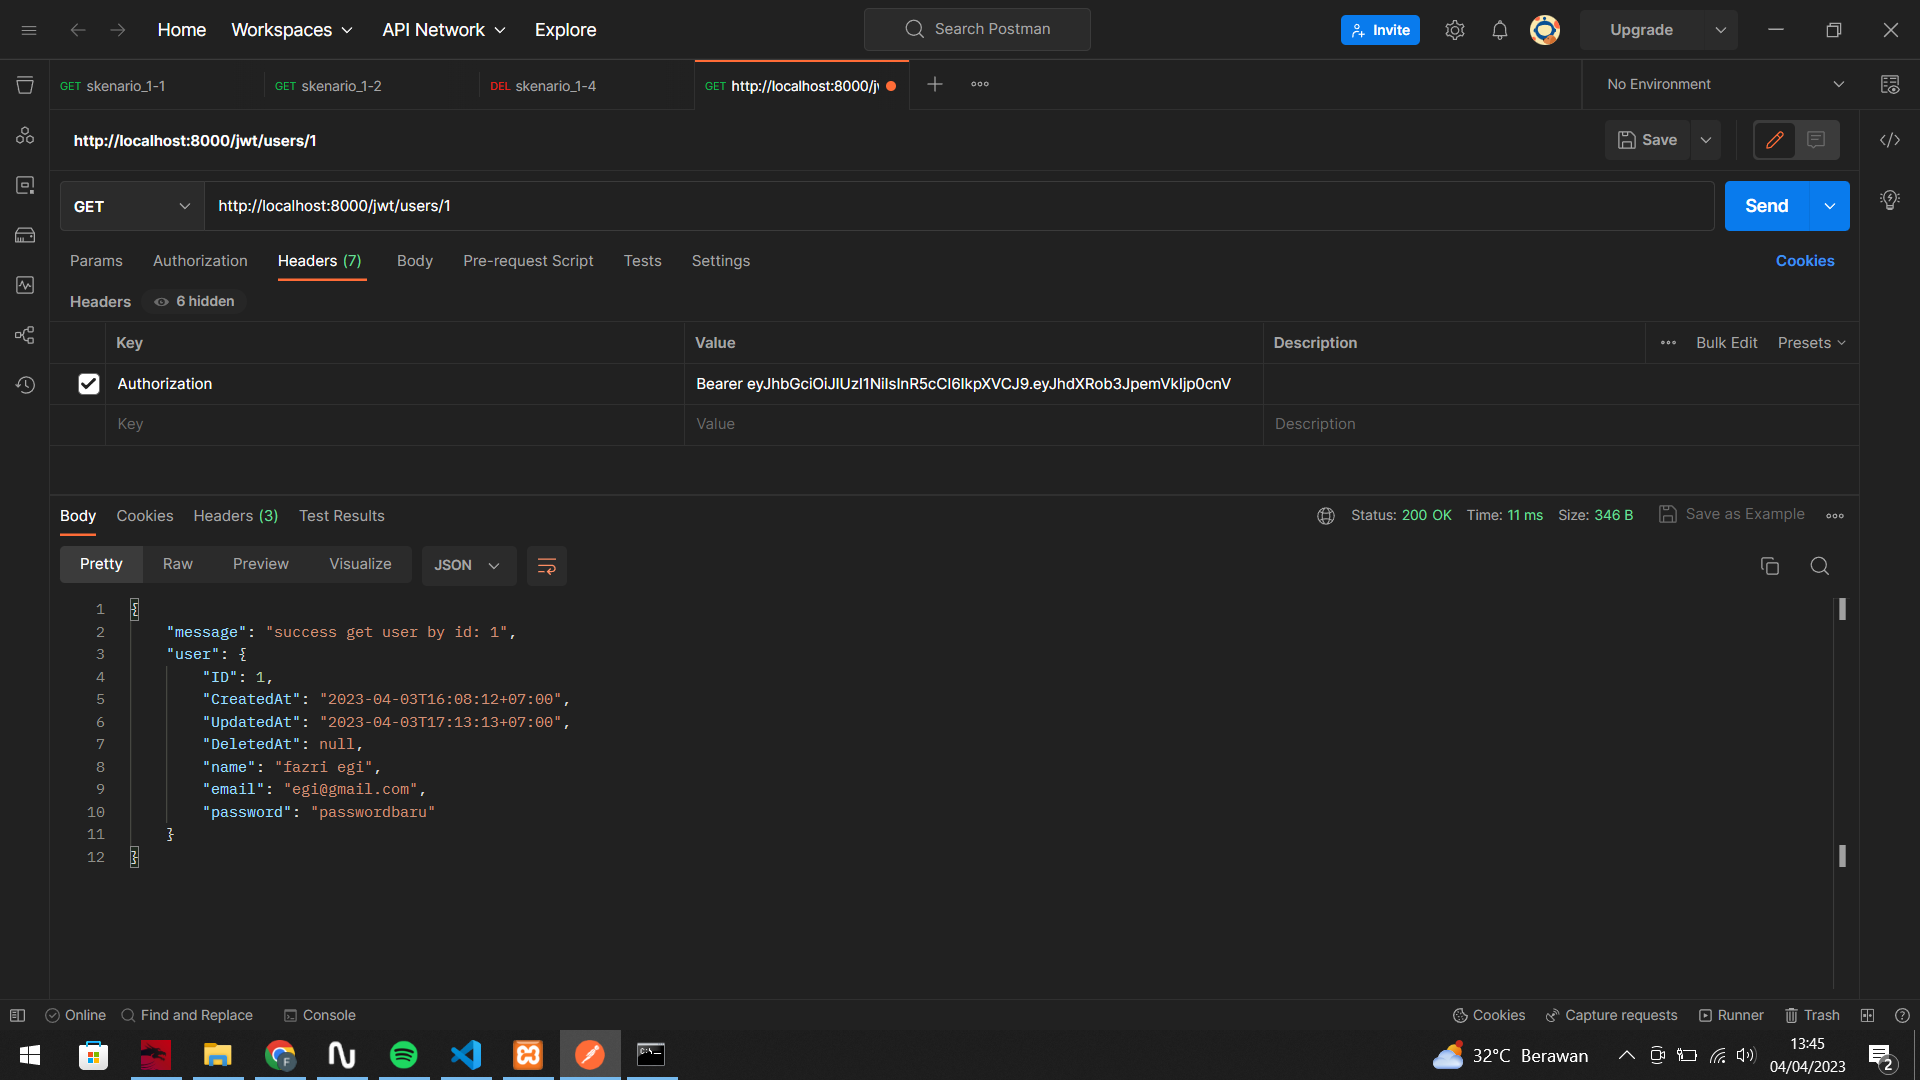 Home Workspaces API Network Explore Search Postman Invite Upgrade
GET skenario_1-1 GET skenario_1-2 DEL skenario_1-4 GET http://localhost:8000/j No Environment
http://localhost:8000/jwt/users/1 Save
GET http://localhost:8000/jwt/users/1 Send
Params Authorization Headers (7) Body Pre-request Script Tests Settings Cookies
Headers 6 hidden
Key Value Description Bulk Edit Presets
Authorization Bearer eyJhbGciOiJIUzI1NiIsInR5cCI6IkpXVCJ9.eyJhdXRob3JpemVkIjp0cnV
Key Value Description
Body Cookies Headers (3) Test Results Status: 200 OK Time: 11 ms Size: 346 B Save as Example
Pretty Raw Preview Visualize JSON
1 {
2 "message": "success get user by id: 1",
3 "user": {
4 "ID": 1,
5 "CreatedAt": "2023-04-03T16:08:12+07:00",
6 "UpdatedAt": "2023-04-03T17:13:13+07:00",
7 "DeletedAt": null,
8 "name": "fazri egi",
9 "email": "egi@gmail.com",
10 "password": "passwordbaru"
11 }
12 }
Online Find and Replace Console Cookies Capture requests Runner Trash
32°C Berawan 13:45
04/04/2023 2